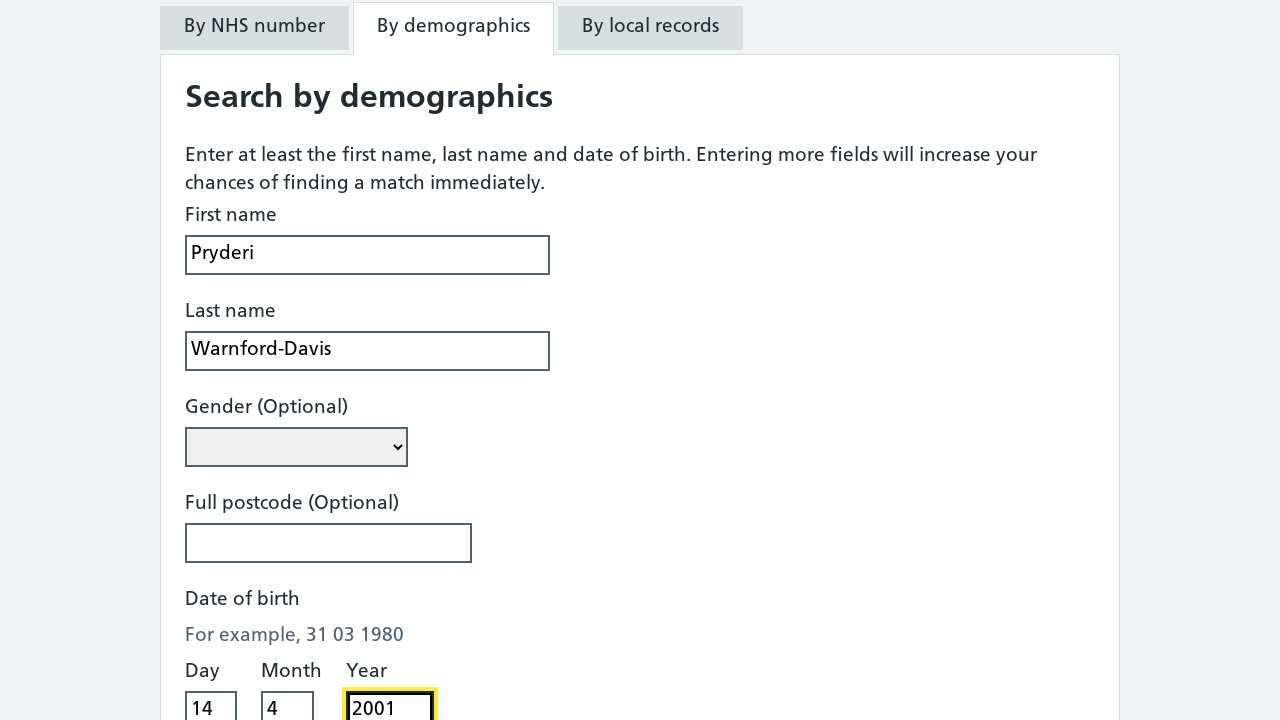 By NHS number
By demographics
By local records
Search by demographics
Enter at least the first name, last name and date of birth. Entering more fields will increase your
chances of finding a match immediately.
First name
Pryderi
Last name
Warnford-Davis
Gender (Optional)
Full postcode (Optional)
Date of birth
For example, 31 03 1980
Day Month Year
14 4 2001